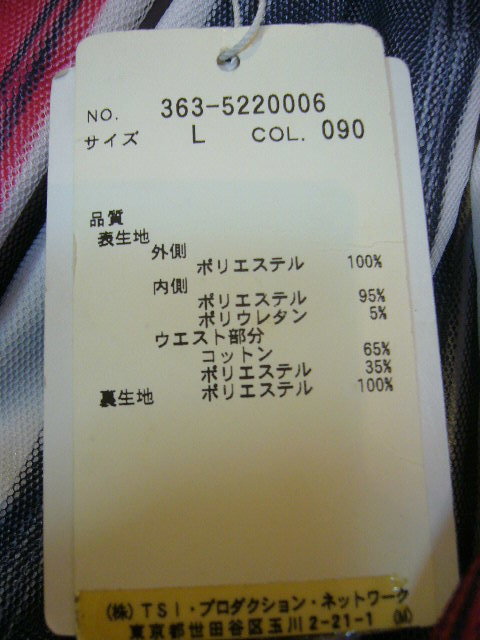 NO. 363-5220006
サイズ L COL. 090
品質
表生地
外側
ポリエステル 100%
内側
ポリエステル 95%
ポリウレタン 5%
ウエスト部分
コットン 65%
ポリエステル 35%
裏生地 ポリエステル 100%
(株)TSI・プロダクション・ネットワーク
東京都世田谷区玉川2-21-1 (M)